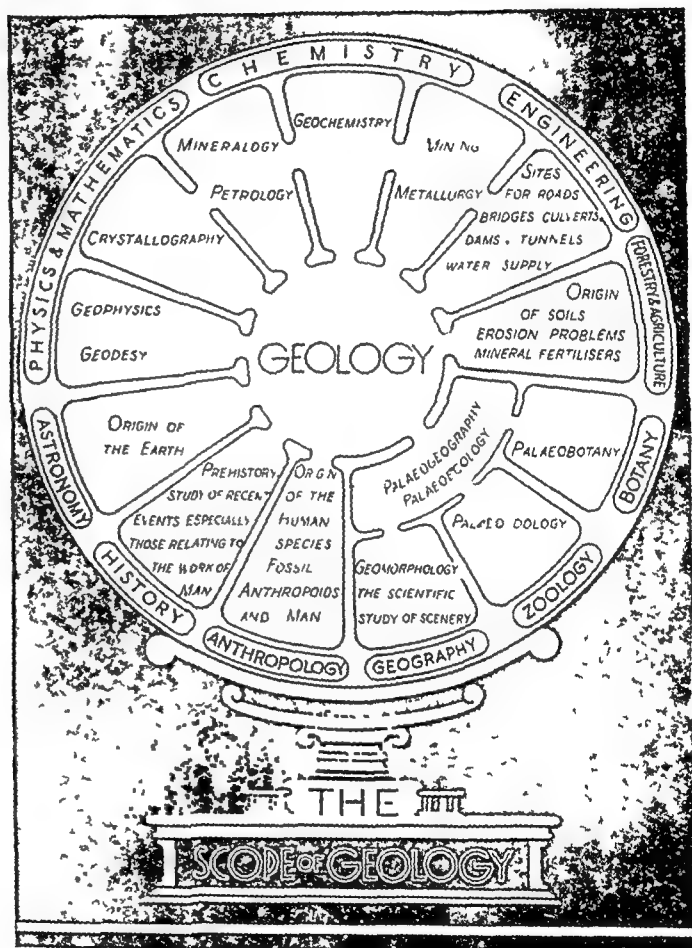 CHEMISTRY
PHYSICS & MATHEMATICS
ENGINEERING
FORESTRY & AGRICULTURE
ASTRONOMY
BOTANY
HISTORY
ZOOLOGY
ANTHROPOLOGY
GEOGRAPHY
GEOCHEMISTRY
MINERALOGY
PETROLOGY
METALLURGY
SITES
FOR ROADS
BRIDGES CULVERTS,
DAMS, TUNNELS
WATER SUPPLY
CRYSTALLOGRAPHY
GEOPHYSICS
GEODESY
ORIGIN
OF SOILS
EROSION PROBLEMS
MINERAL FERTILISERS
GEOLOGY
ORIGIN OF
THE EARTH
PREHISTORY
STUDY OF RECENT
EVENTS ESPECIALLY
THOSE RELATING TO
THE WORK OF
MAN
OF THE
HUMAN
SPECIES
FOSSIL
ANTHROPOIDS
AND MAN
PALAEOGEOGRAPHY
PALAEOECOLOGY
PALAEOBOTANY
GEOMORPHOLOGY
THE SCIENTIFIC
STUDY OF SCENERY
THE
SCOPE OF GEOLOGY